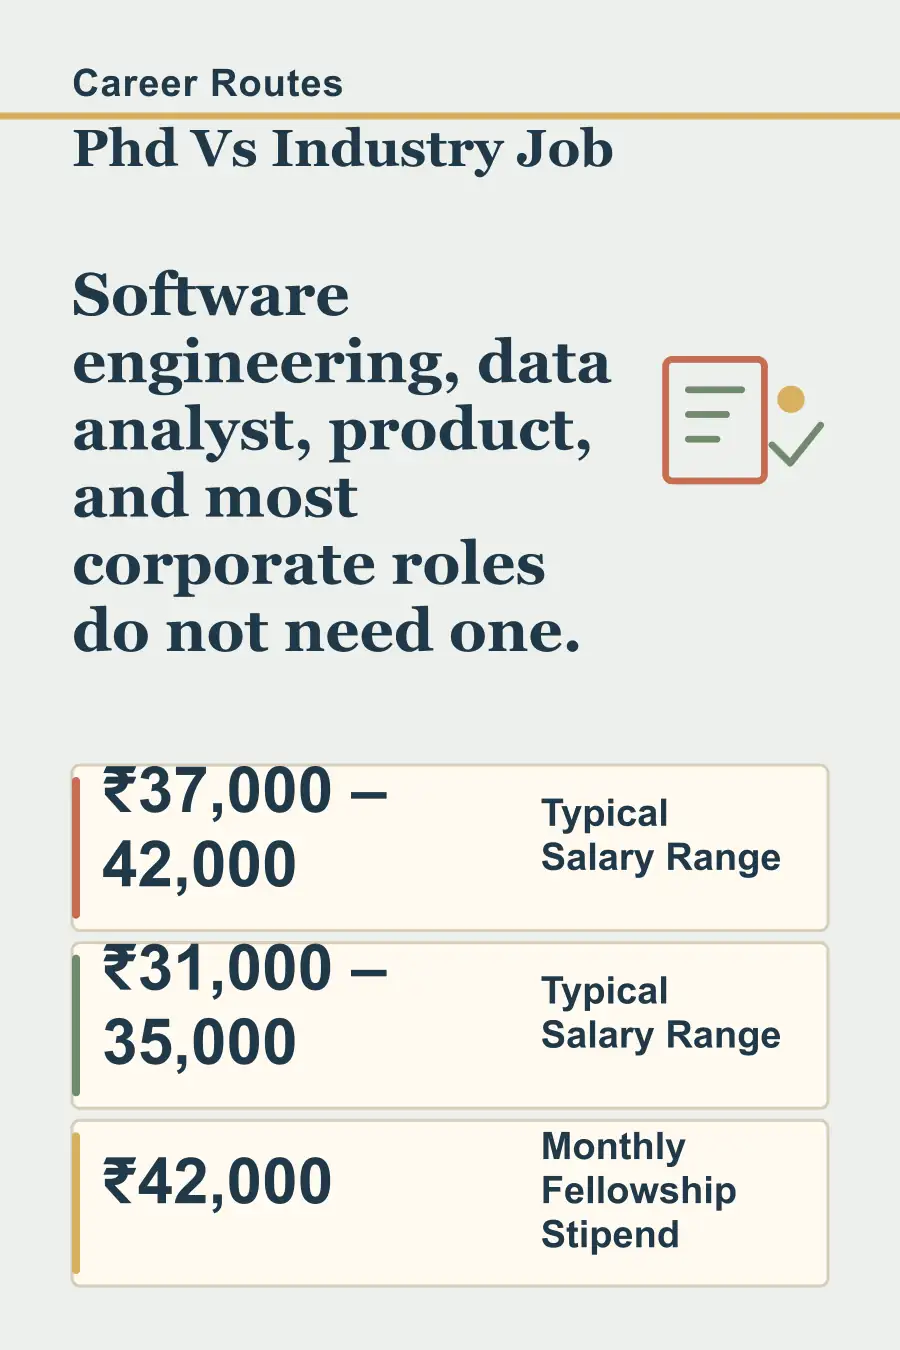 Career Routes
Phd Vs Industry Job
Software
engineering, data
analyst, product,
and most
corporate roles
do not need one.
₹37,000 –
42,000
Typical
Salary Range
₹31,000 –
35,000
Typical
Salary Range
₹42,000
Monthly
Fellowship
Stipend